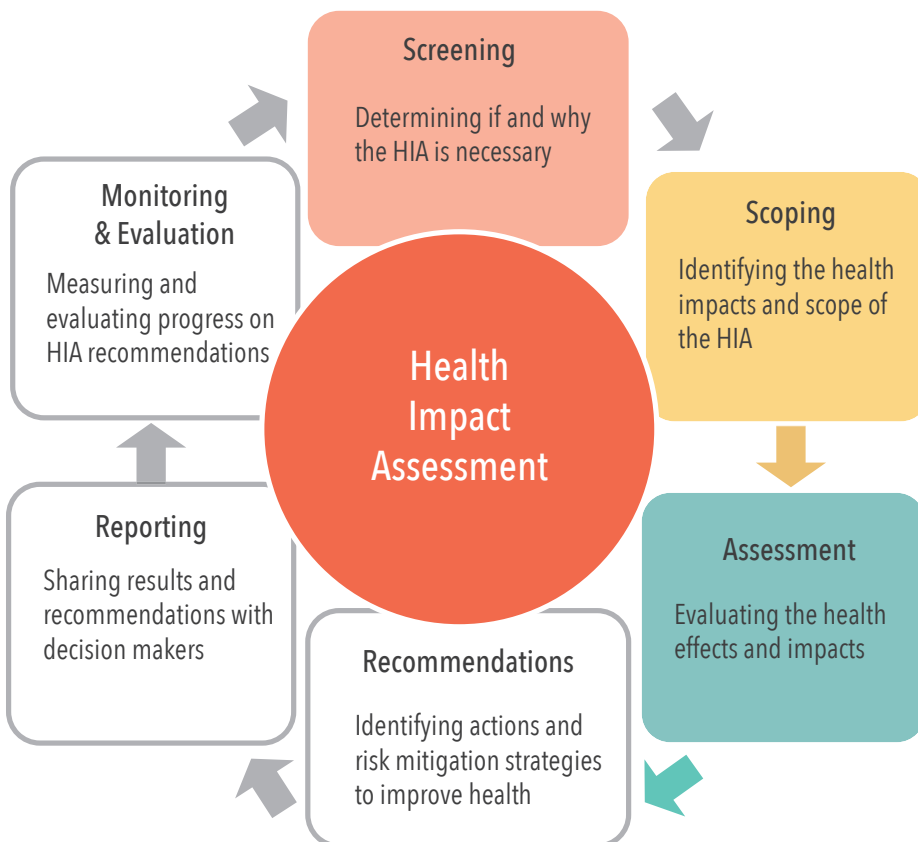 Screening
Determining if and why
the HIA is necessary
Scoping
Identifying the health
impacts and scope of
the HIA
Assessment
Evaluating the health
effects and impacts
Recommendations
Identifying actions and
risk mitigation strategies
to improve health
Reporting
Sharing results and
recommendations with
decision makers
Monitoring
& Evaluation
Measuring and
evaluating progress on
HIA recommendations
Health
Impact
Assessment